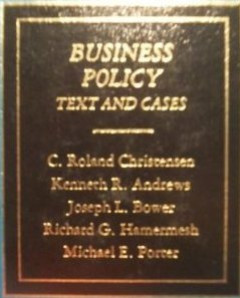 BUSINESS
POLICY
TEXT AND CASES
C. Roland Christensen
Kenneth R. Andrews
Joseph L. Bower
Richard G. Hamermesh
Michael E. Porter